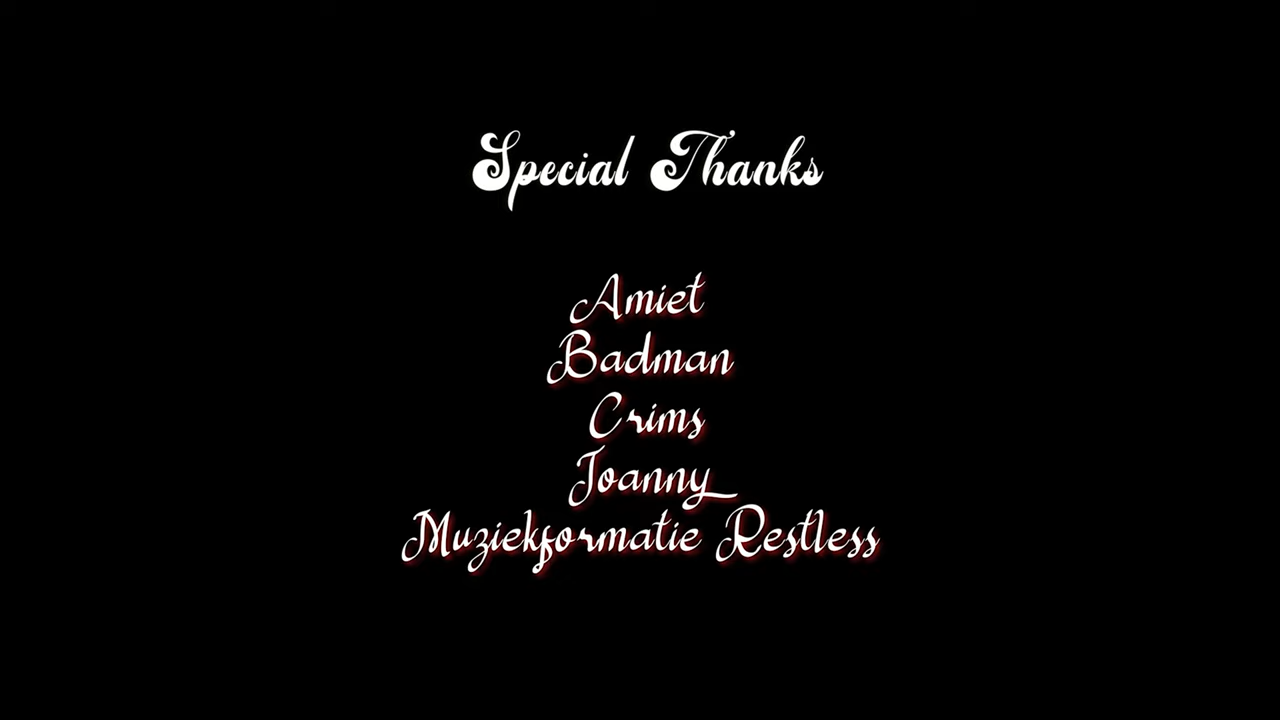 Special Thanks
Amiet
Badman
Crims
Joanny
Muziekformatie Restless